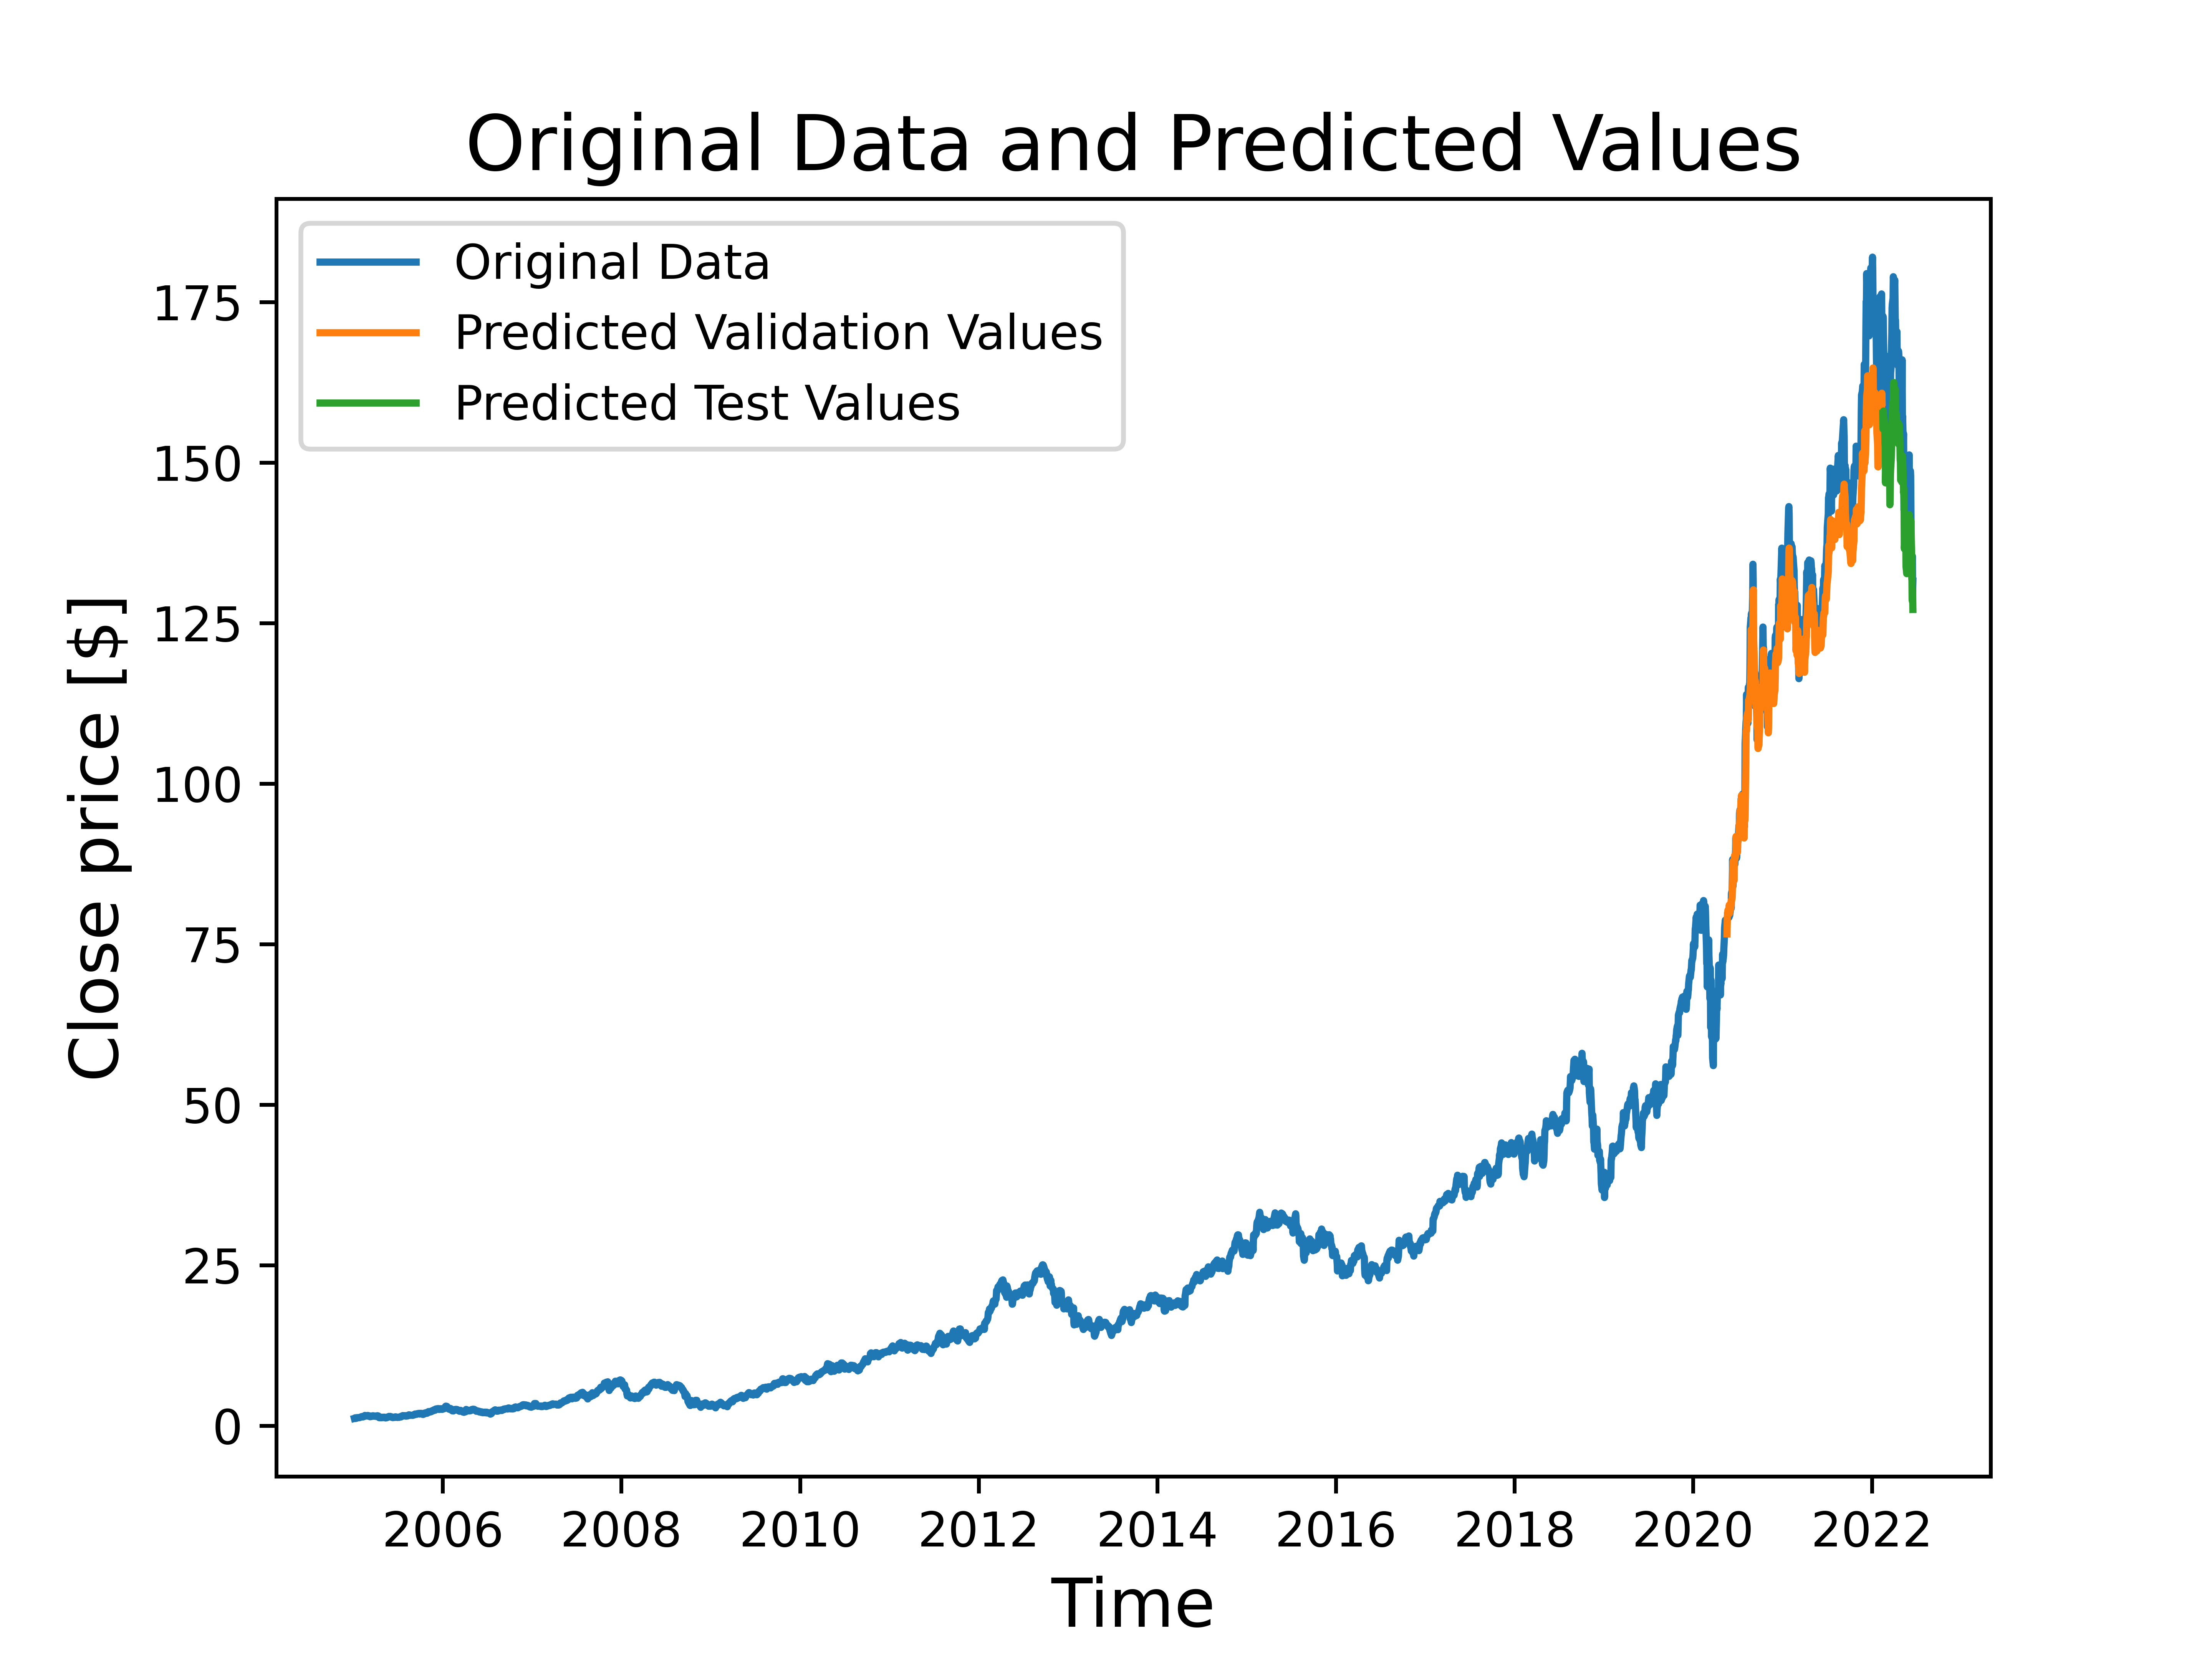 Original Data and Predicted Values
Original Data
Predicted Validation Values
Predicted Test Values
Close price [$]
175
150
125
100
75
50
25
0
2006 2008 2010 2012 2014 2016 2018 2020 2022
Time